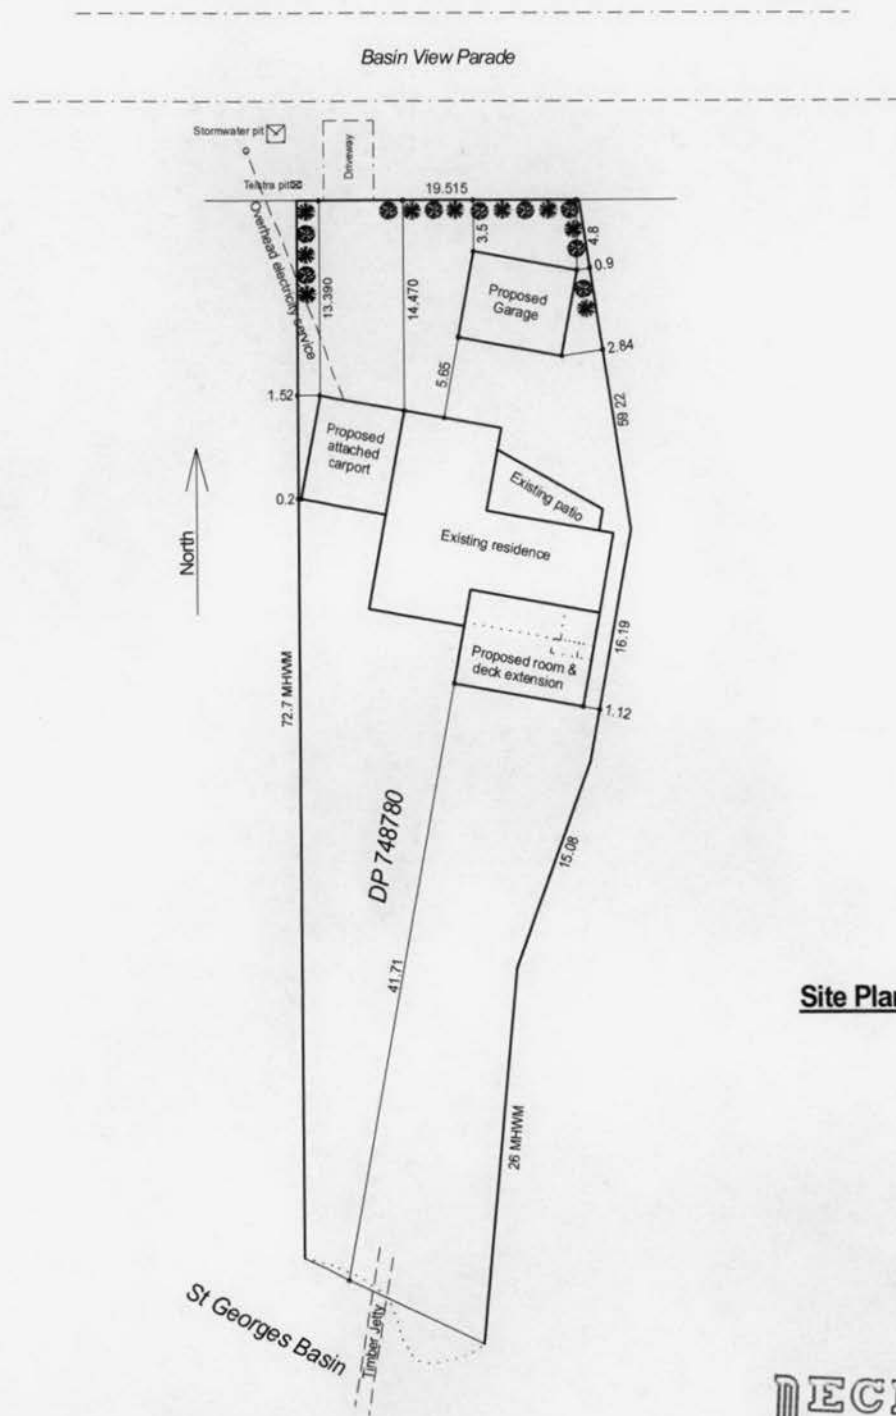 Basin View Parade
Stormwater pit
Driveway
Telstra pit
19.515
Overhead electricity service
13.390
14.470
3.5
4.8
0.9
Proposed
Garage
2.84
5.65
59 22
1.52
Proposed
attached
carport
0.2
North
Existing patio
Existing residence
16.19
Proposed room &
deck extension
1.12
72.7 MHWM
DP 748780
15.08
41.71
Site Plan
26 MHWM
St Georges Basin
Timber Jetty